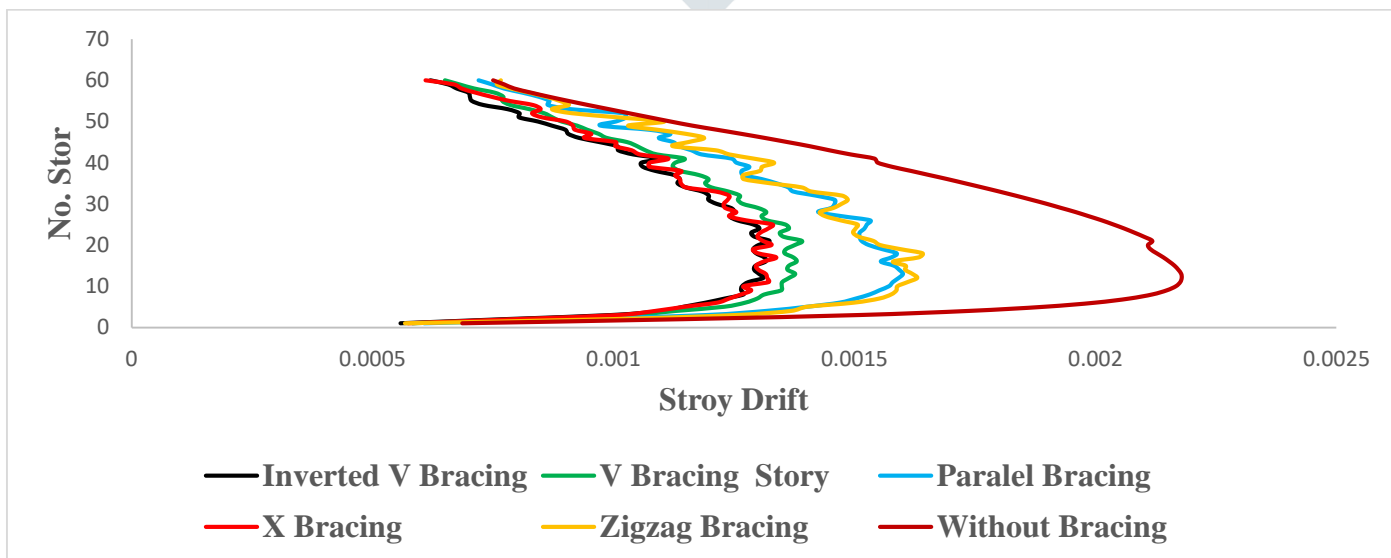 70
60
50
40
30
20
10
0
No. Stor
0 0.0005 0.001 0.0015 0.002 0.0025
Stroy Drift
Inverted V Bracing V Bracing Story Paralel Bracing
X Bracing Zigzag Bracing Without Bracing